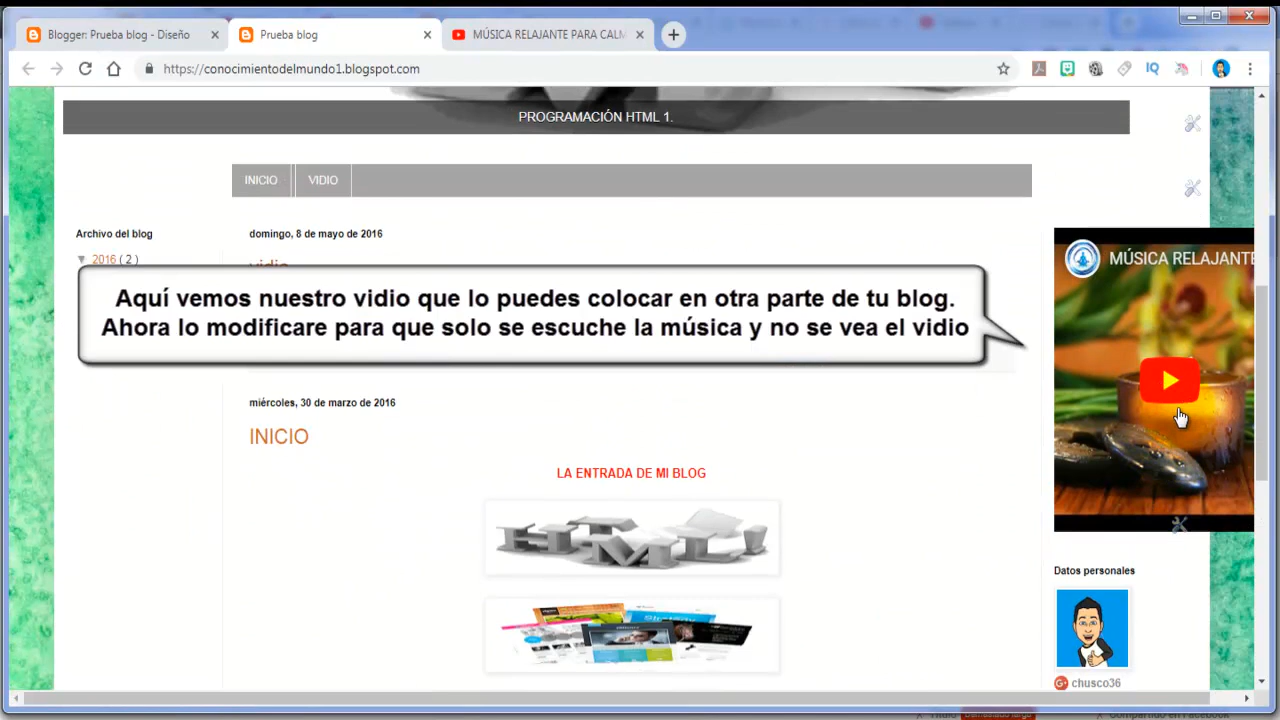 Blogger: Prueba blog - Diseño
Prueba blog
MÚSICA RELAJANTE PARA CALM
https://conocimientodelmundo1.blogspot.com
IQ
PROGRAMACIÓN HTML 1.
INICIO
VIDIO
Archivo del blog
2016 ( 2 )
domingo, 8 de mayo de 2016
vidio
MÚSICA RELAJANTE
Aquí vemos nuestro vidio que lo puedes colocar en otra parte de tu blog.
Ahora lo modificare para que solo se escuche la música y no se vea el vidio
miércoles, 30 de marzo de 2016
INICIO
LA ENTRADA DE MI BLOG
HTML!
Datos personales
chusco36